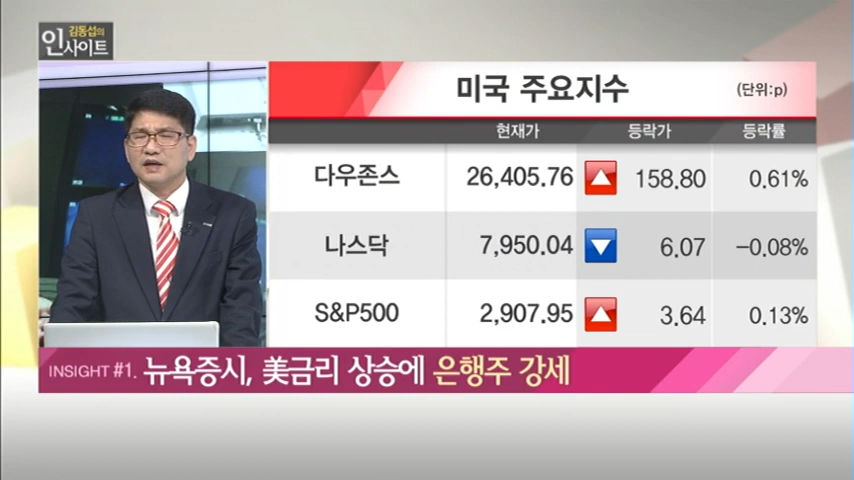 김동섭의
인사이트
미국 주요지수
(단위:p)
현재가 등락가 등락률
다우존스 26,405.76 158.80 0.61%
나스닥 7,950.04 6.07 -0.08%
S&P500 2,907.95 3.64 0.13%
INSIGHT #1. 뉴욕증시, 美금리 상승에 은행주 강세